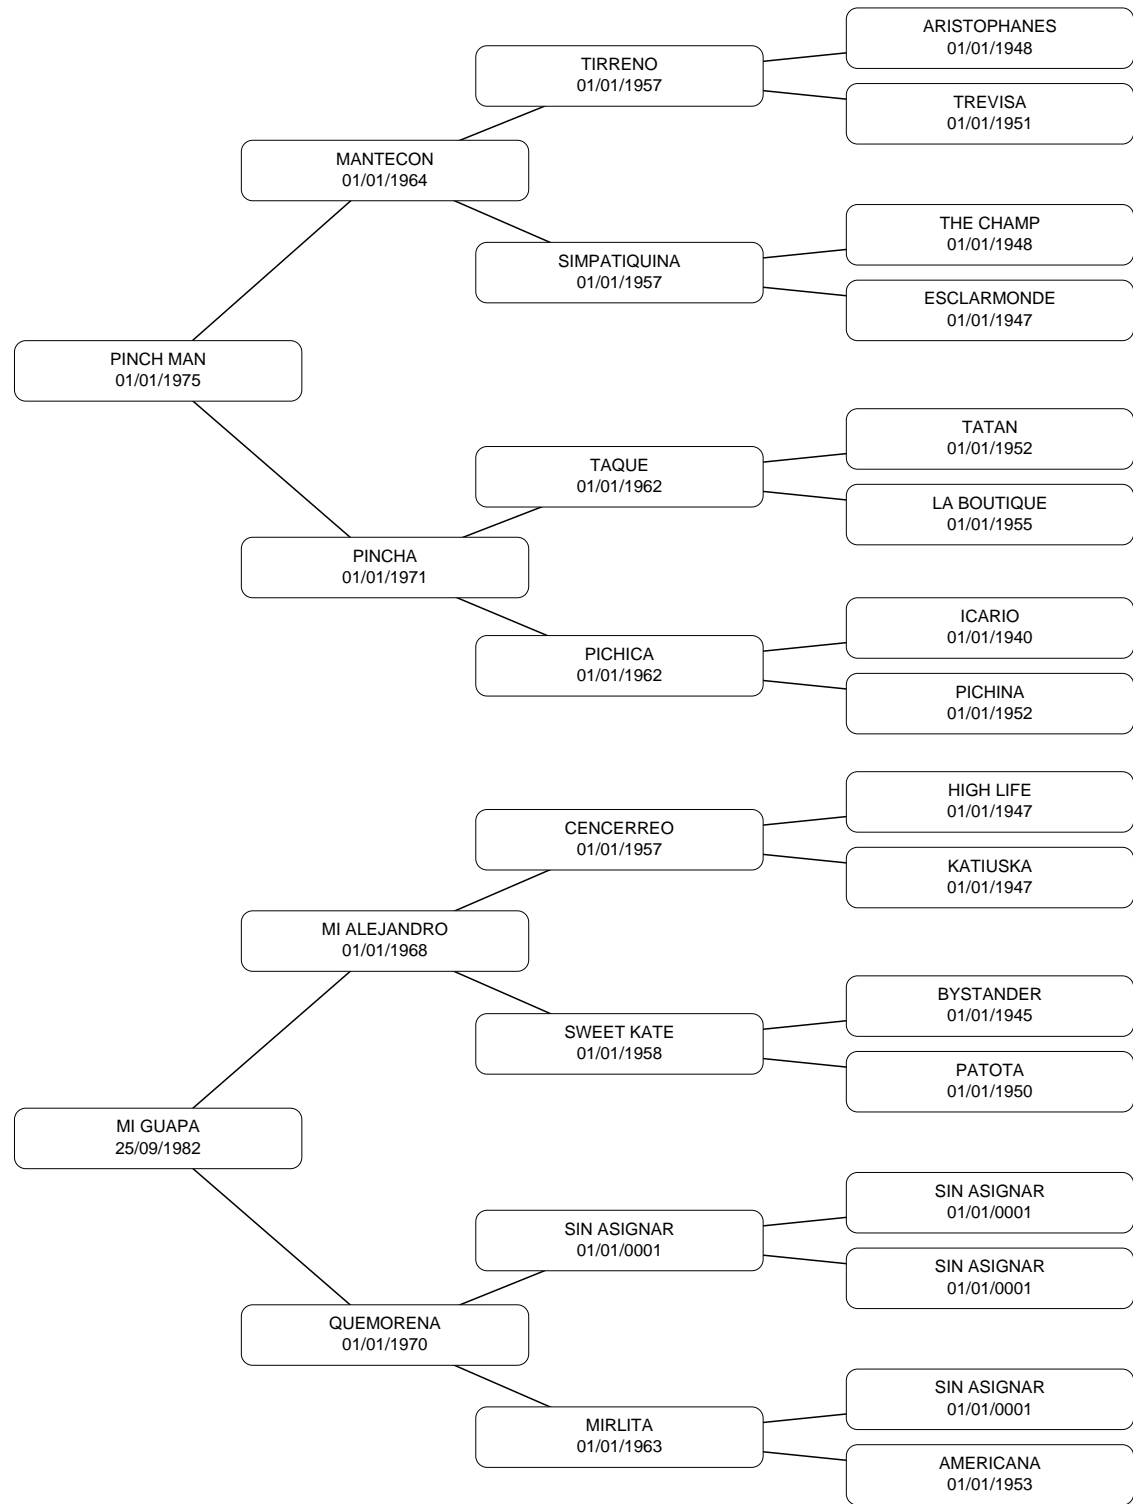 ARISTOPHANES
01/01/1948
TIRRENO
01/01/1957
TREVISA
01/01/1951
MANTECON
01/01/1964
THE CHAMP
01/01/1948
SIMPATIQUINA
01/01/1957
ESCLARMONDE
01/01/1947
PINCH MAN
01/01/1975
TATAN
01/01/1952
TAQUE
01/01/1962
LA BOUTIQUE
01/01/1955
PINCHA
01/01/1971
ICARIO
01/01/1940
PICHICA
01/01/1962
PICHINA
01/01/1952
HIGH LIFE
01/01/1947
CENCERREO
01/01/1957
KATIUSKA
01/01/1947
MI ALEJANDRO
01/01/1968
BYSTANDER
01/01/1945
SWEET KATE
01/01/1958
PATOTA
01/01/1950
MI GUAPA
25/09/1982
SIN ASIGNAR
01/01/0001
SIN ASIGNAR
01/01/0001
SIN ASIGNAR
01/01/0001
QUEMORENA
01/01/1970
SIN ASIGNAR
01/01/0001
MIRLITA
01/01/1963
AMERICANA
01/01/1953